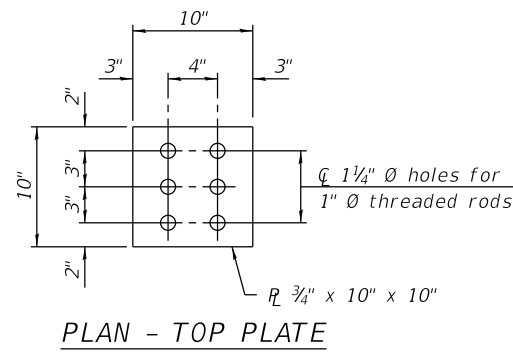 10"
3" 4" 3"
2"
10"
3"
3"
2"
℄ 1¼" Ø holes for
1" Ø threaded rods
⅊ ¾" x 10" x 10"
PLAN - TOP PLATE